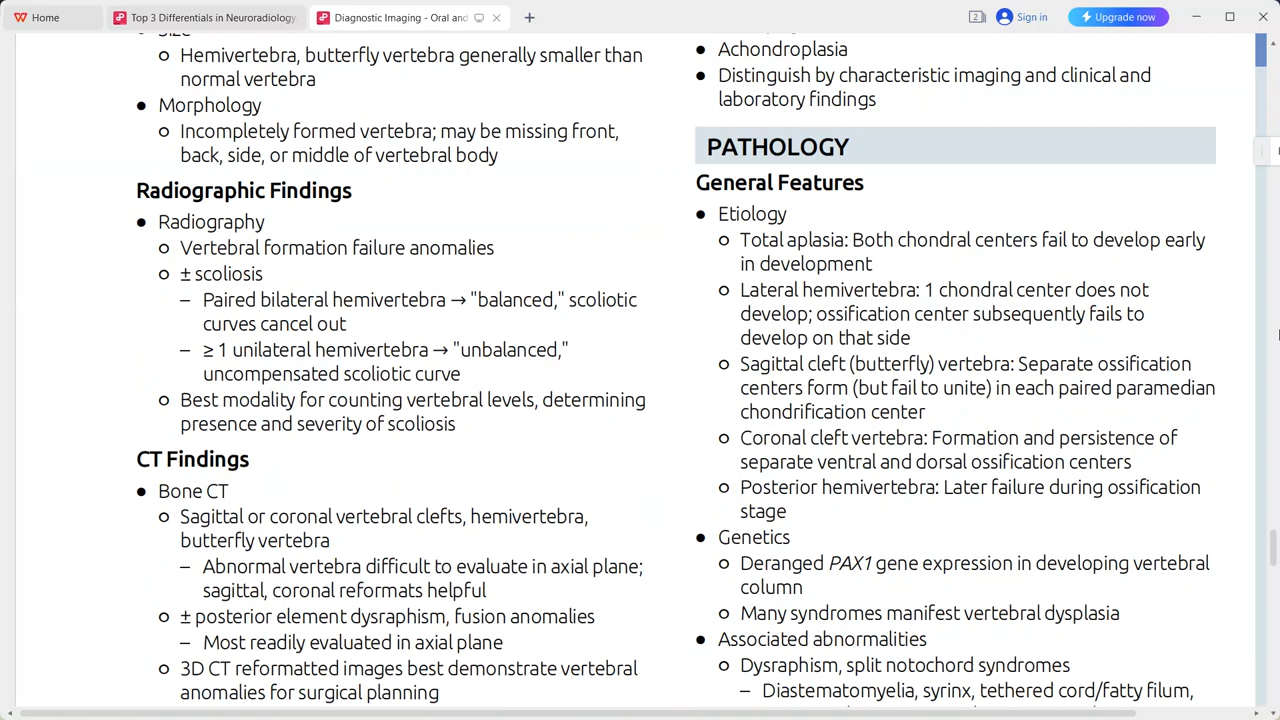 Home
Top 3 Differentials in Neuroradiology.
Diagnostic Imaging - Oral and
2
Sign in
Upgrade now
Size
o Hemivertebra, butterfly vertebra generally smaller than
normal vertebra
● Morphology
o Incompletely formed vertebra; may be missing front,
back, side, or middle of vertebral body
Radiographic Findings
● Radiography
o Vertebral formation failure anomalies
o ± scoliosis
– Paired bilateral hemivertebra → "balanced," scoliotic
curves cancel out
– ≥ 1 unilateral hemivertebra → "unbalanced,"
uncompensated scoliotic curve
o Best modality for counting vertebral levels, determining
presence and severity of scoliosis
CT Findings
● Bone CT
o Sagittal or coronal vertebral clefts, hemivertebra,
butterfly vertebra
– Abnormal vertebra difficult to evaluate in axial plane;
sagittal, coronal reformats helpful
o ± posterior element dysraphism, fusion anomalies
– Most readily evaluated in axial plane
o 3D CT reformatted images best demonstrate vertebral
anomalies for surgical planning
● Achondroplasia
● Distinguish by characteristic imaging and clinical and
laboratory findings
PATHOLOGY
General Features
● Etiology
o Total aplasia: Both chondral centers fail to develop early
in development
o Lateral hemivertebra: 1 chondral center does not
develop; ossification center subsequently fails to
develop on that side
o Sagittal cleft (butterfly) vertebra: Separate ossification
centers form (but fail to unite) in each paired paramedian
chondrification center
o Coronal cleft vertebra: Formation and persistence of
separate ventral and dorsal ossification centers
o Posterior hemivertebra: Later failure during ossification
stage
● Genetics
o Deranged PAX1 gene expression in developing vertebral
column
o Many syndromes manifest vertebral dysplasia
● Associated abnormalities
o Dysraphism, split notochord syndromes
– Diastematomyelia, syrinx, tethered cord/fatty filum,